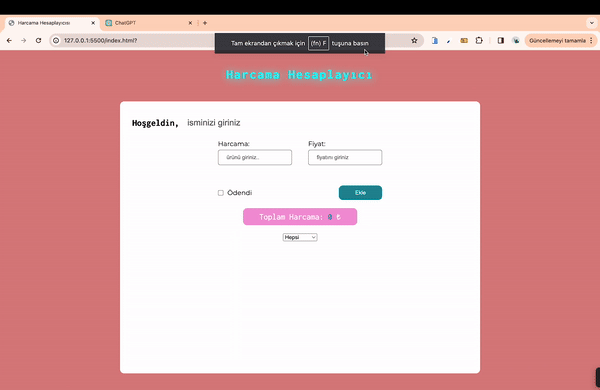 Harcama Hesaplayıcısı
ChatGPT
127.0.0.1:5500/index.html?
Güncellemeyi tamamla
Tam ekrandan çıkmak için (fn) F tuşuna basın
Harcama Hesaplayıcı
Hoşgeldin, isminizi giriniz
Harcama: Fiyat:
ürünü giriniz.. fiyatını giriniz
Ödendi Ekle
Toplam Harcama: 0 ₺
Hepsi